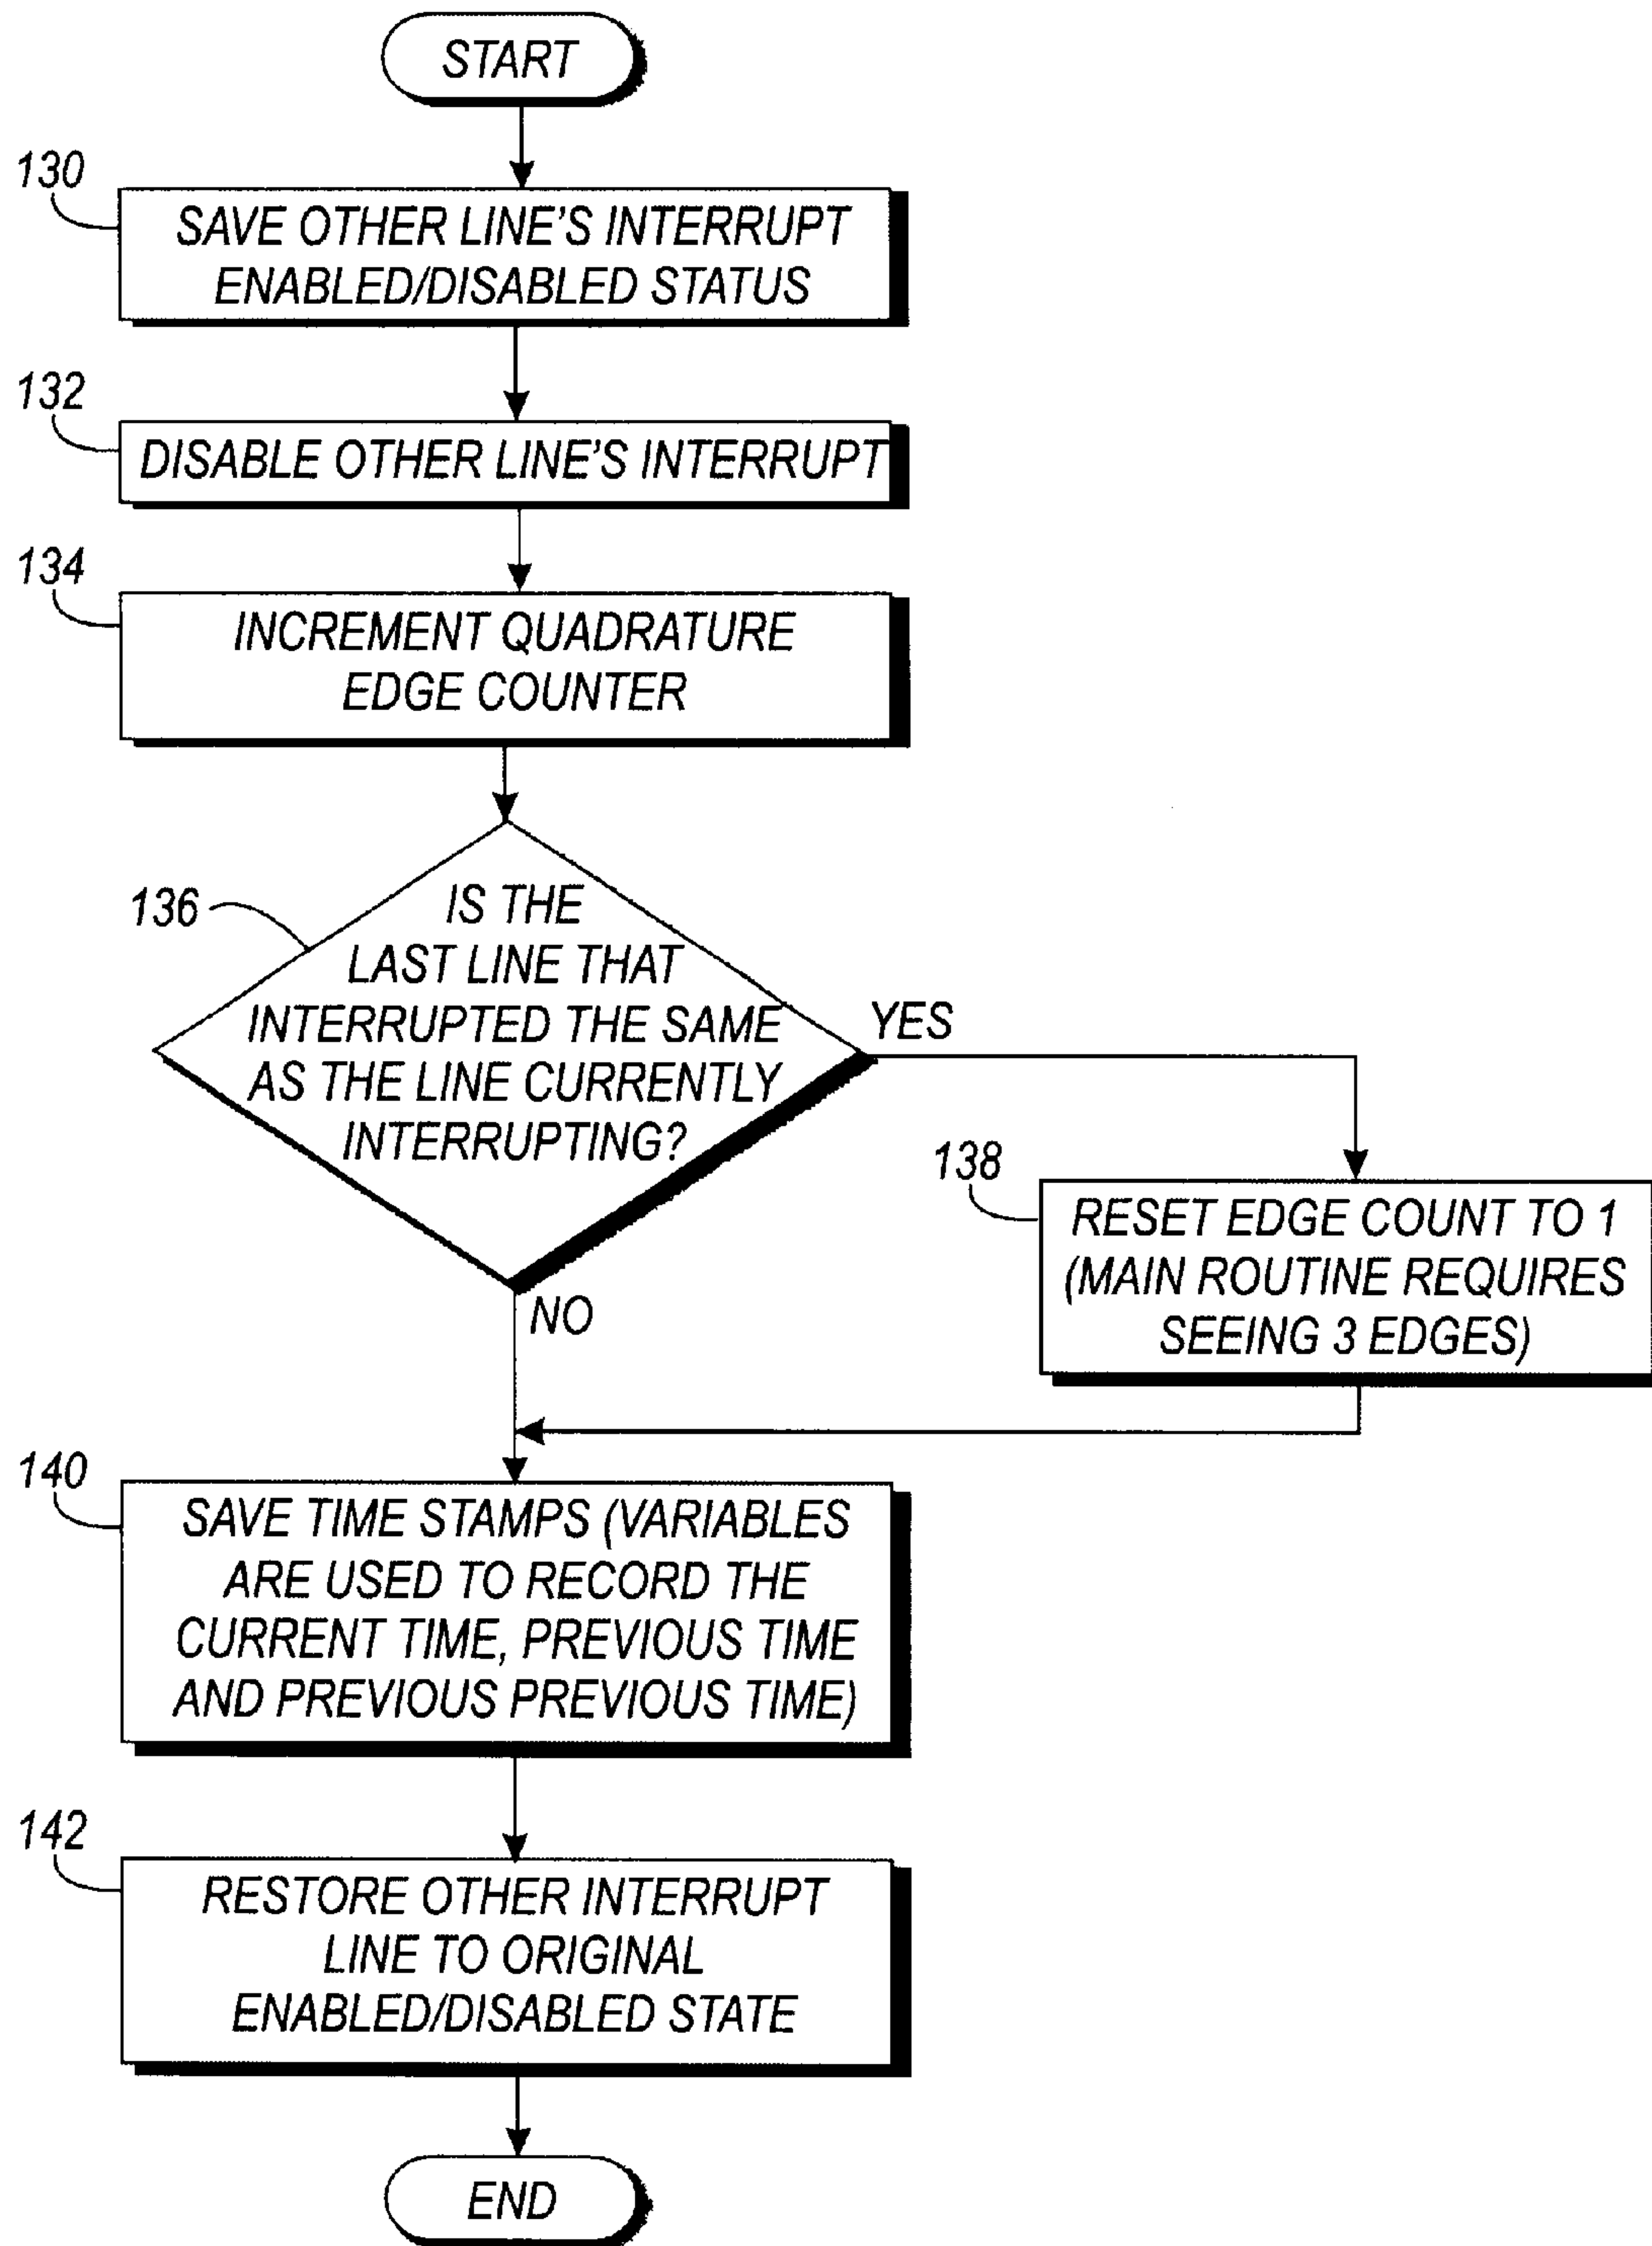 START
130
SAVE OTHER LINE'S INTERRUPT
ENABLED/DISABLED STATUS
132
DISABLE OTHER LINE'S INTERRUPT
134
INCREMENT QUADRATURE
EDGE COUNTER
136
IS THE
LAST LINE THAT
INTERRUPTED THE SAME
AS THE LINE CURRENTLY
INTERRUPTING?
YES
138
RESET EDGE COUNT TO 1
(MAIN ROUTINE REQUIRES
SEEING 3 EDGES)
NO
140
SAVE TIME STAMPS (VARIABLES
ARE USED TO RECORD THE
CURRENT TIME, PREVIOUS TIME
AND PREVIOUS PREVIOUS TIME)
142
RESTORE OTHER INTERRUPT
LINE TO ORIGINAL
ENABLED/DISABLED STATE
END